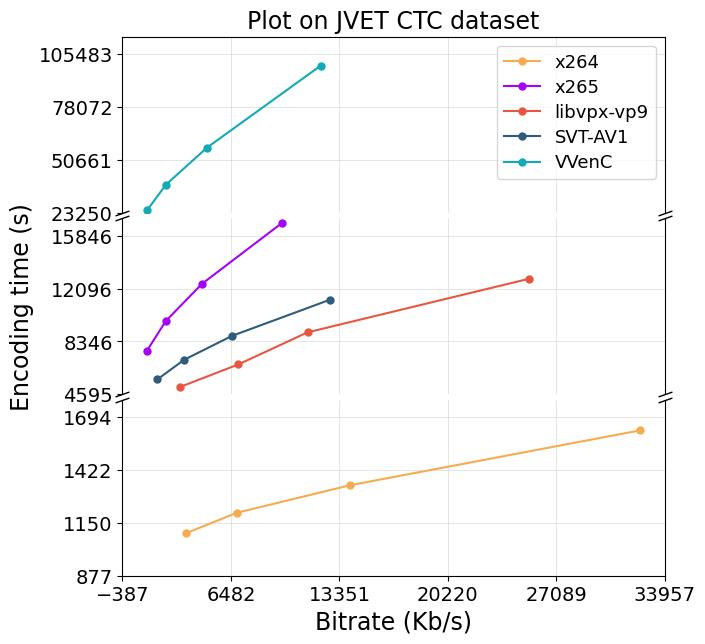 Plot on JVET CTC dataset
105483
78072
50661
23250
15846
12096
8346
4595
1694
1422
1150
877
x264
x265
libvpx-vp9
SVT-AV1
VVenC
Encoding time (s)
−387 6482 13351 20220 27089 33957
Bitrate (Kb/s)